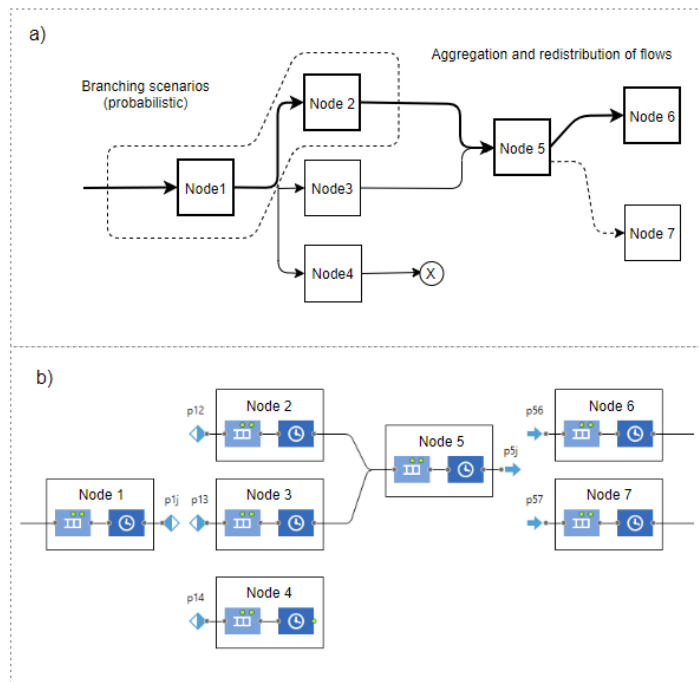 a)
Aggregation and redistribution of flows
Branching scenarios
(probabilistic)
Node 2
Node 6
Node 5
Node1
Node3
Node 7
Node4
X
b)
p12
Node 2
p56
Node 6
Node 5
p5j
Node 1
p1j
p13
Node 3
p57
Node 7
p14
Node 4